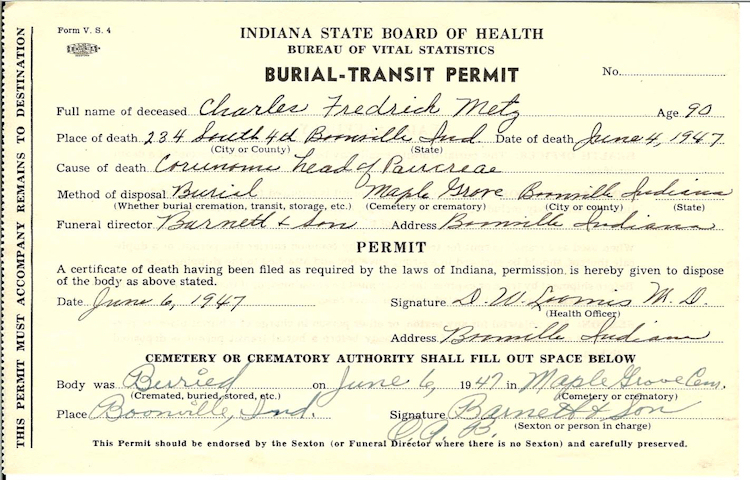 Form V. S. 4
INDIANA STATE BOARD OF HEALTH
BUREAU OF VITAL STATISTICS
BURIAL-TRANSIT PERMIT
No.
Full name of deceased Charles Fredrick Metz Age 90
Place of death 234 South 4th Boonville Ind. Date of death June 4, 1947
(City or County) (State)
Cause of death head of Pancreas
Method of disposal Burial Maple Grove Boonville Indiana
(Whether burial cremation, transit, storage, etc.) (Cemetery or crematory) (City or county) (State)
Funeral director Barnett & Son Address Boonville Indiana
PERMIT
A certificate of death having been filed as required by the laws of Indiana, permission is hereby given to dispose
of the body as above stated.
Date June 6, 1947 Signature D. W. Loomis M. D.
(Health Officer)
Address Boonville Indiana
CEMETERY OR CREMATORY AUTHORITY SHALL FILL OUT SPACE BELOW
Body was Burried on June 6, 1947 in Maple Grove Cem.
(Cremated, buried, stored, etc.) (Cemetery or crematory)
Place Boonville, Ind. Signature Barnett & Son
(Sexton or person in charge)
O. A. B.
This Permit should be endorsed by the Sexton (or Funeral Director where there is no Sexton) and carefully preserved.
THIS PERMIT MUST ACCOMPANY REMAINS TO DESTINATION